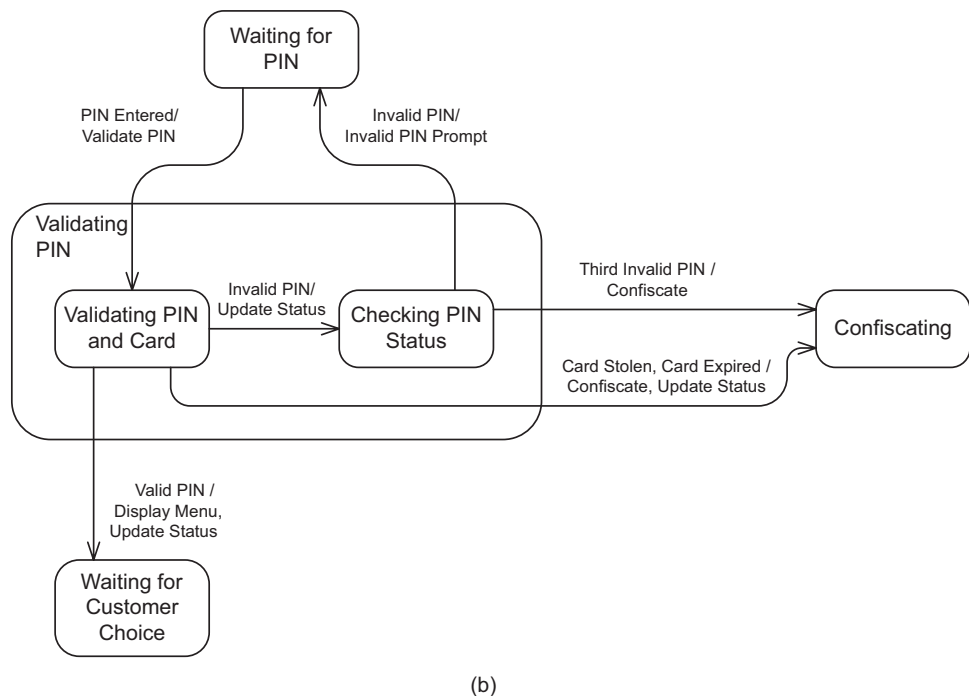 Waiting for
PIN
PIN Entered/
Validate PIN
Invalid PIN/
Invalid PIN Prompt
Validating
PIN
Validating PIN
and Card
Invalid PIN/
Update Status
Checking PIN
Status
Third Invalid PIN /
Confiscate
Confiscating
Card Stolen, Card Expired /
Confiscate, Update Status
Valid PIN /
Display Menu,
Update Status
Waiting for
Customer
Choice
(b)